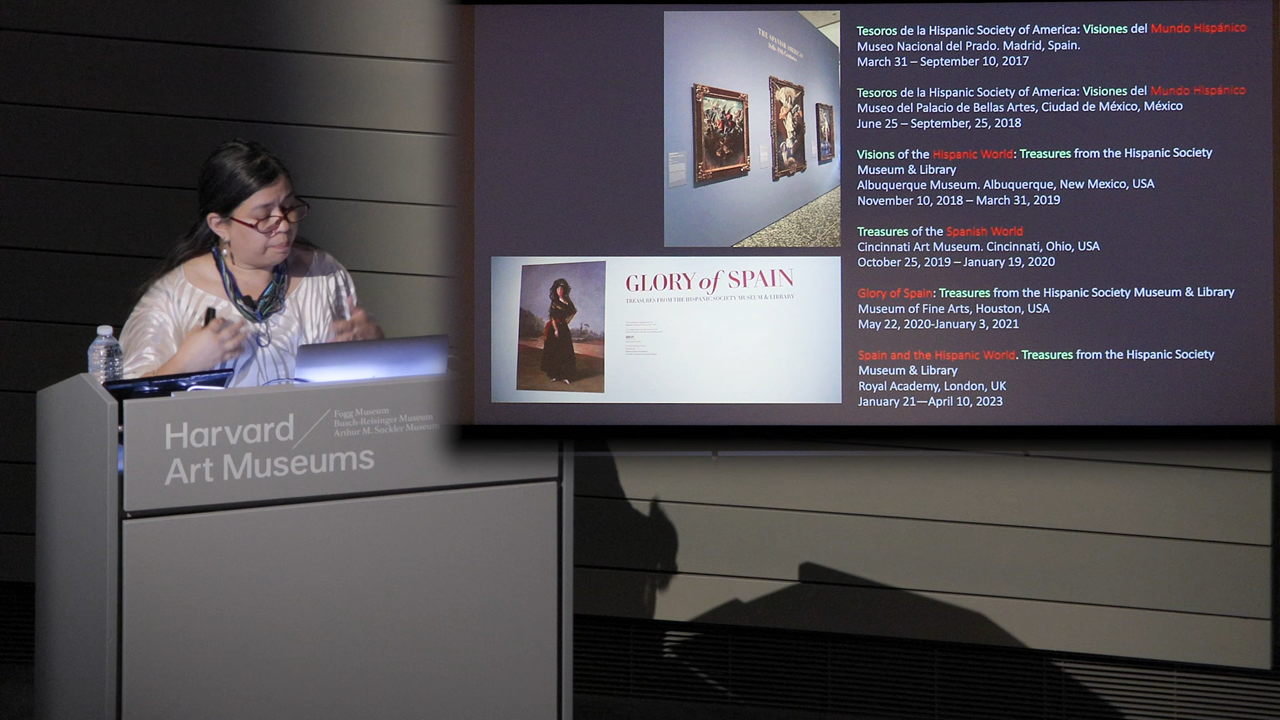 THE SPANISH AMERICAS
Tesoros de la Hispanic Society of America: Visiones del Mundo Hispánico
Museo Nacional del Prado. Madrid, Spain.
March 31 – September 10, 2017
Tesoros de la Hispanic Society of America: Visiones del Mundo Hispánico
Museo del Palacio de Bellas Artes, Ciudad de México, México
June 25 – September, 25, 2018
Visions of the Hispanic World: Treasures from the Hispanic Society
Museum & Library
Albuquerque Museum. Albuquerque, New Mexico, USA
November 10, 2018 – March 31, 2019
Treasures of the Spanish World
Cincinnati Art Museum. Cincinnati, Ohio, USA
October 25, 2019 – January 19, 2020
Glory of Spain: Treasures from the Hispanic Society Museum & Library
Museum of Fine Arts, Houston, USA
May 22, 2020-January 3, 2021
Spain and the Hispanic World. Treasures from the Hispanic Society
Museum & Library
Royal Academy, London, UK
January 21—April 10, 2023
GLORY of SPAIN
TREASURES FROM THE HISPANIC SOCIETY MUSEUM & LIBRARY
Harvard
Art Museums
Fogg Museum
Busch-Reisinger Museum
Arthur M. Sackler Museum